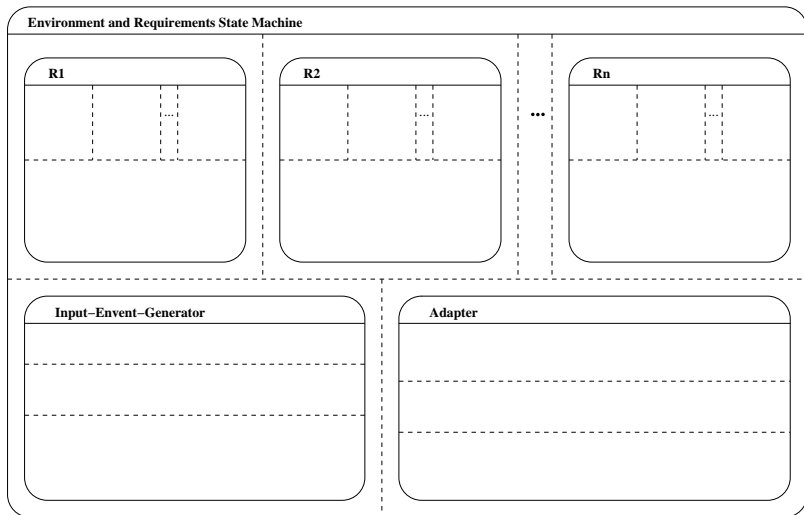 Environment and Requirements State Machine
R1
R2
Rn
...
...
...
...
Input−Envent−Generator
Adapter